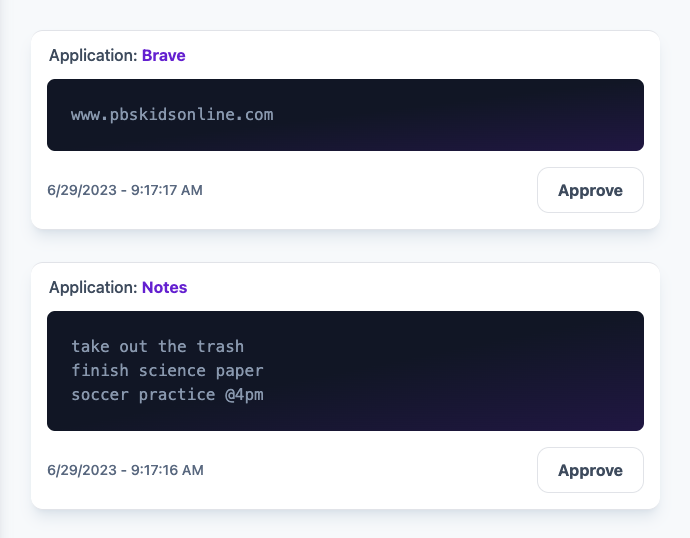 Application: Brave
www.pbskidsonline.com
6/29/2023 - 9:17:17 AM
Approve
Application: Notes
take out the trash
finish science paper
soccer practice @4pm
6/29/2023 - 9:17:16 AM
Approve